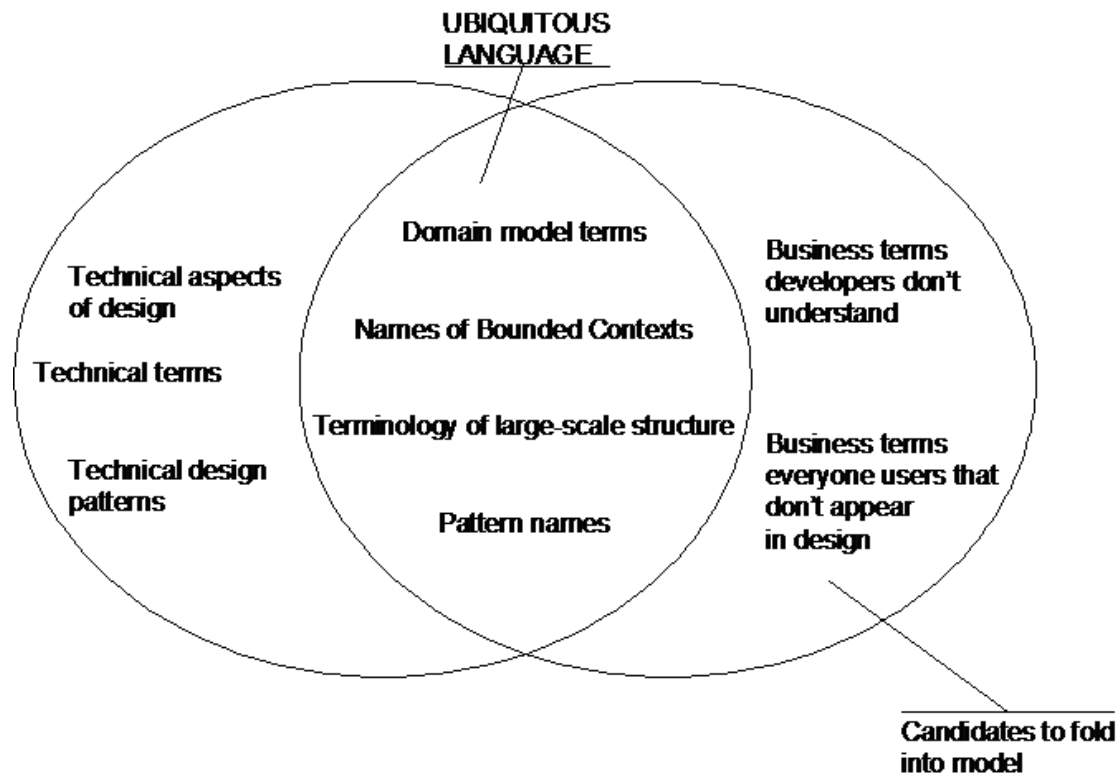 UBIQUITOUS
LANGUAGE
Domain model terms
Technical aspects
of design
Business terms
developers don't
understand
Names of Bounded Contexts
Technical terms
Terminology of large-scale structure
Technical design
patterns
Business terms
everyone users that
don't appear
in design
Pattern names
Candidates to fold
into model